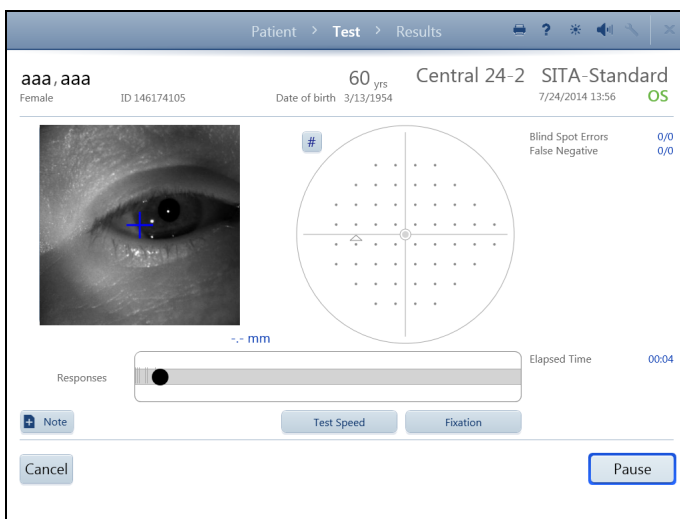 Patient > Test > Results ?
aaa, aaa 60 yrs Central 24-2 SITA-Standard
Female ID 146174105 Date of birth 3/13/1954 7/24/2014 13:56 OS
# Blind Spot Errors 0/0
False Negative 0/0
-.- mm
Elapsed Time 00:04
Responses
Note Test Speed Fixation
Cancel Pause